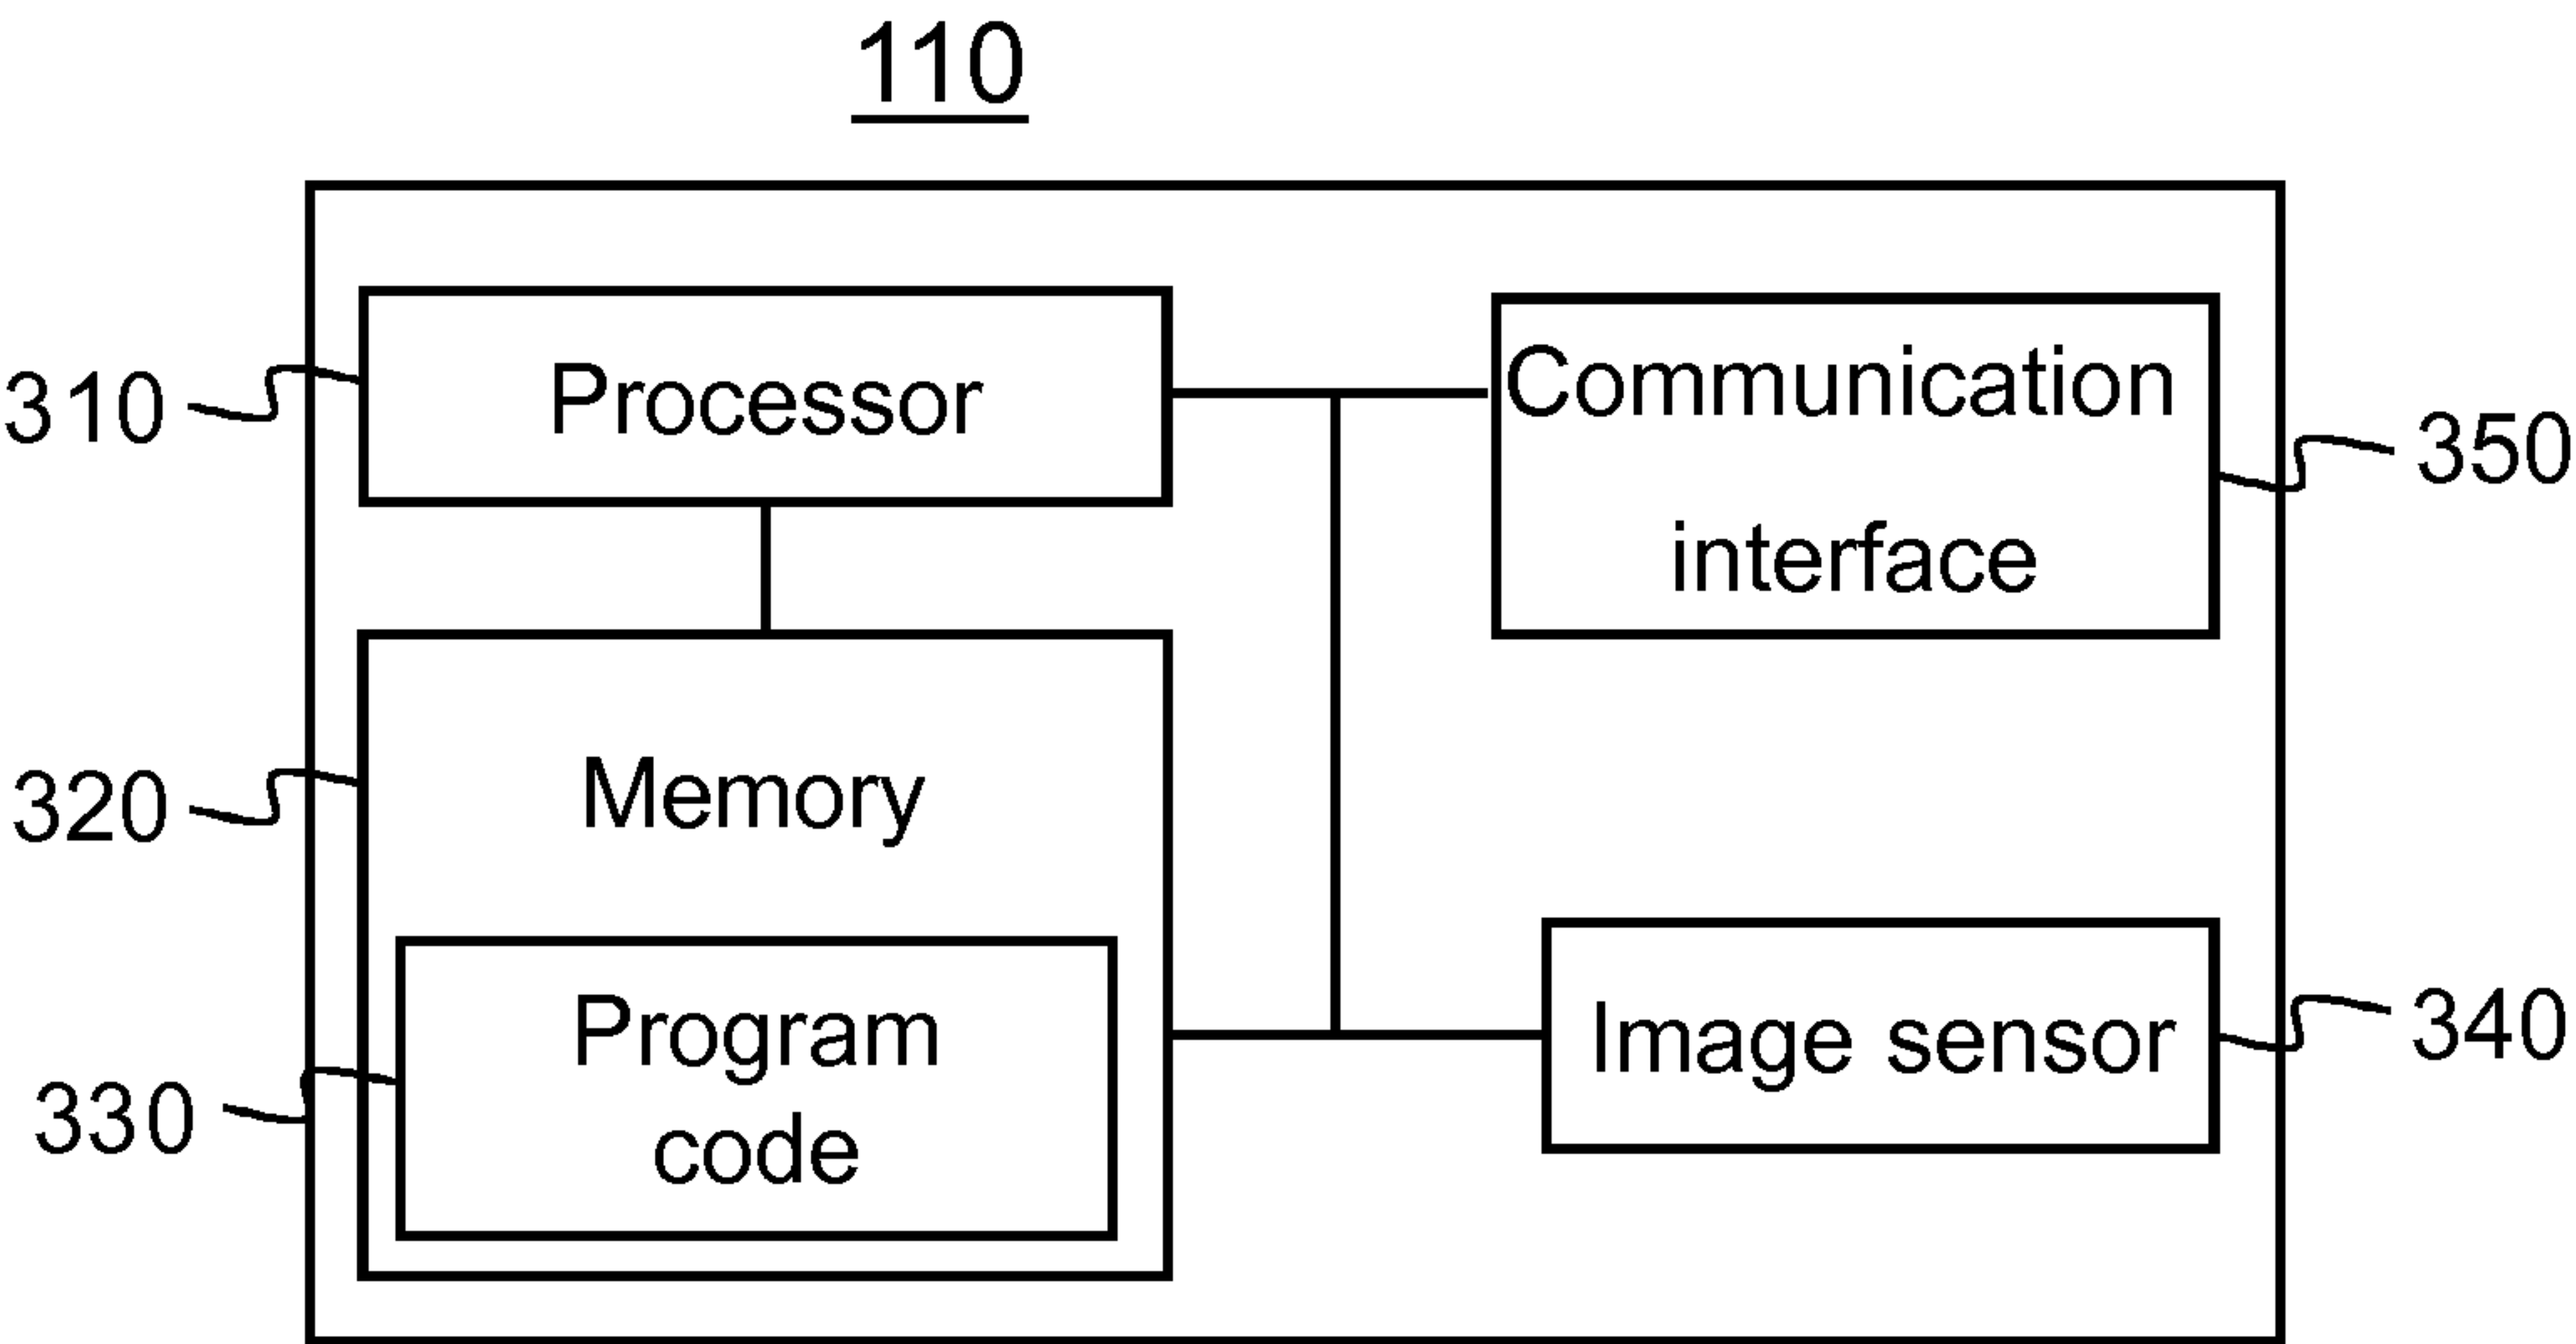 110
310
Processor
Communication
interface
350
320
Memory
330
Program
code
Image sensor
340